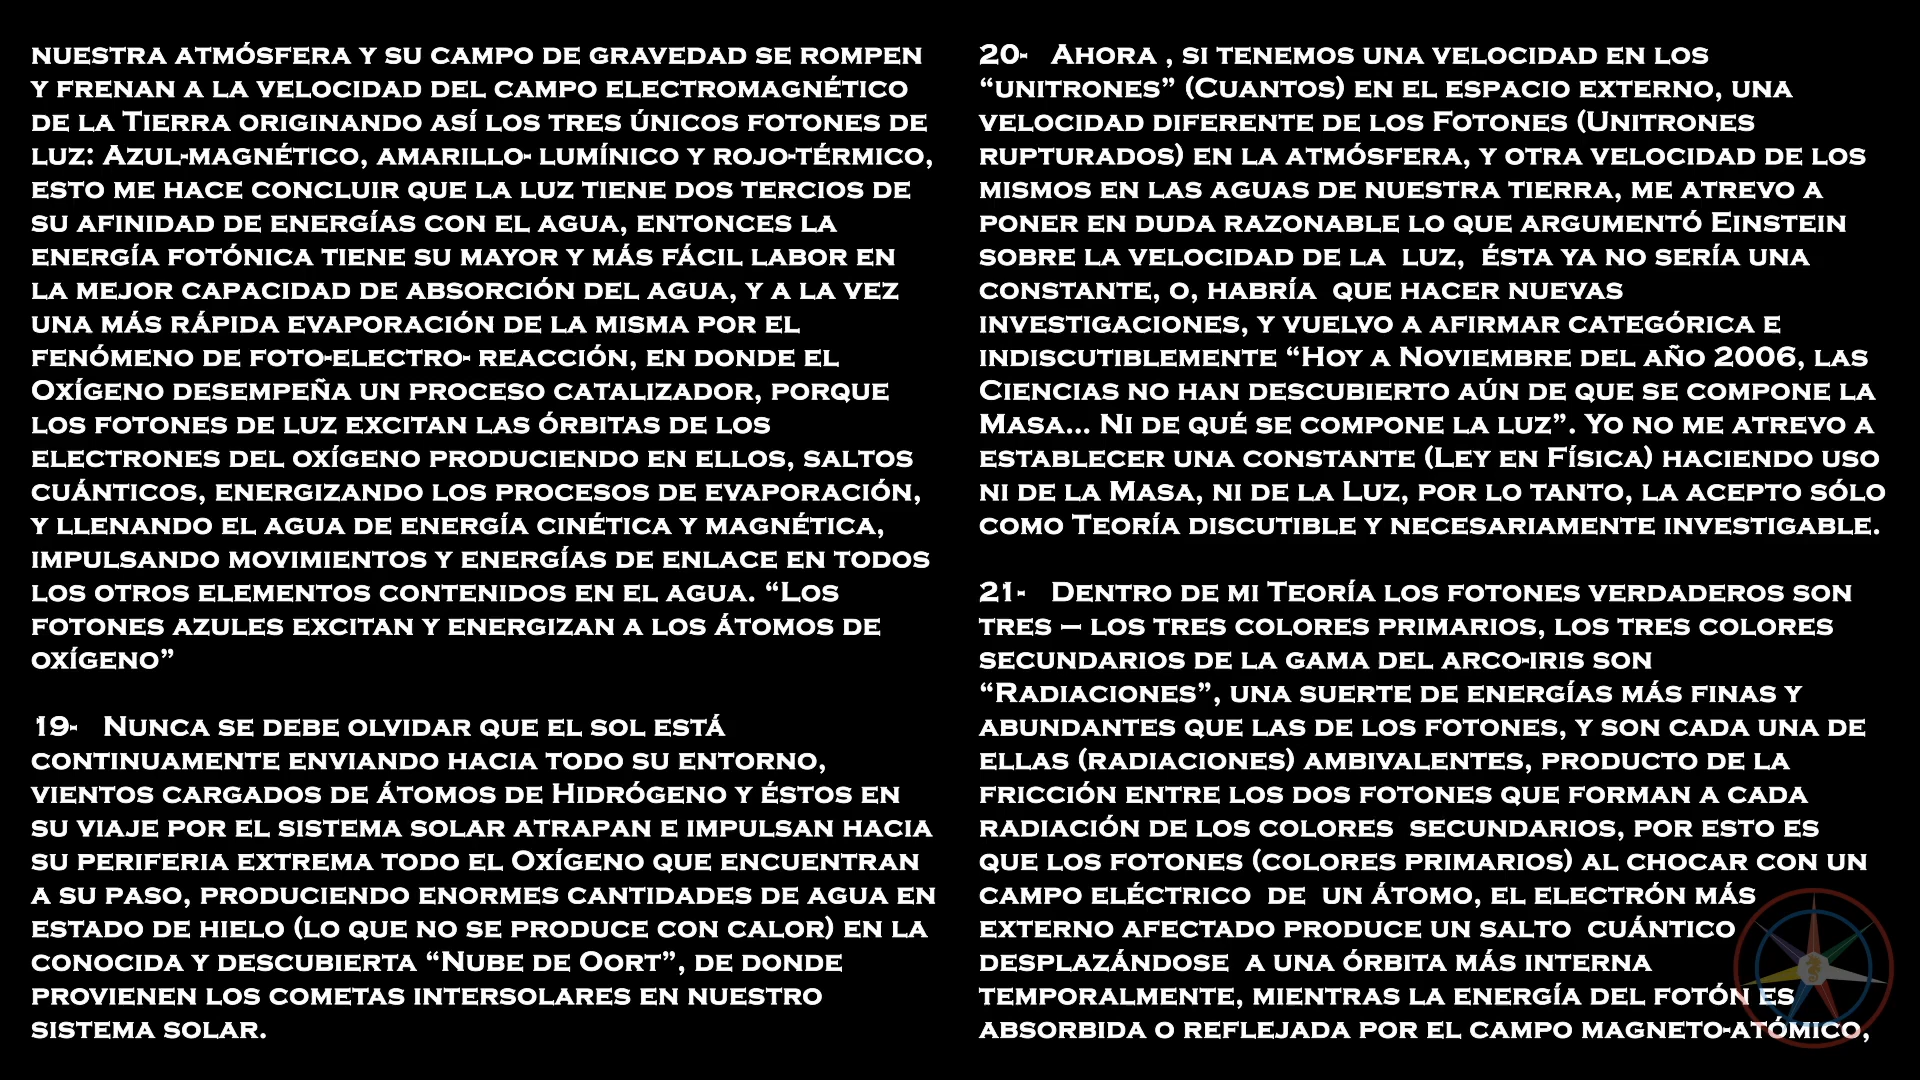 NUESTRA ATMÓSFERA Y SU CAMPO DE GRAVEDAD SE ROMPEN
Y FRENAN A LA VELOCIDAD DEL CAMPO ELECTROMAGNÉTICO
DE LA TIERRA ORIGINANDO ASÍ LOS TRES ÚNICOS FOTONES DE
LUZ: AZUL-MAGNÉTICO, AMARILLO- LUMÍNICO Y ROJO-TÉRMICO,
ESTO ME HACE CONCLUIR QUE LA LUZ TIENE DOS TERCIOS DE
SU AFINIDAD DE ENERGÍAS CON EL AGUA, ENTONCES LA
ENERGÍA FOTÓNICA TIENE SU MAYOR Y MÁS FÁCIL LABOR EN
LA MEJOR CAPACIDAD DE ABSORCIÓN DEL AGUA, Y A LA VEZ
UNA MÁS RÁPIDA EVAPORACIÓN DE LA MISMA POR EL
FENÓMENO DE FOTO-ELECTRO- REACCIÓN, EN DONDE EL
OXÍGENO DESEMPEÑA UN PROCESO CATALIZADOR, PORQUE
LOS FOTONES DE LUZ EXCITAN LAS ÓRBITAS DE LOS
ELECTRONES DEL OXÍGENO PRODUCIENDO EN ELLOS, SALTOS
CUÁNTICOS, ENERGIZANDO LOS PROCESOS DE EVAPORACIÓN,
Y LLENANDO EL AGUA DE ENERGÍA CINÉTICA Y MAGNÉTICA,
IMPULSANDO MOVIMIENTOS Y ENERGÍAS DE ENLACE EN TODOS
LOS OTROS ELEMENTOS CONTENIDOS EN EL AGUA. “LOS
FOTONES AZULES EXCITAN Y ENERGIZAN A LOS ÁTOMOS DE
OXÍGENO”
19- NUNCA SE DEBE OLVIDAR QUE EL SOL ESTÁ
CONTINUAMENTE ENVIANDO HACIA TODO SU ENTORNO,
VIENTOS CARGADOS DE ÁTOMOS DE HIDRÓGENO Y ÉSTOS EN
SU VIAJE POR EL SISTEMA SOLAR ATRAPAN E IMPULSAN HACIA
SU PERIFERIA EXTREMA TODO EL OXÍGENO QUE ENCUENTRAN
A SU PASO, PRODUCIENDO ENORMES CANTIDADES DE AGUA EN
ESTADO DE HIELO (LO QUE NO SE PRODUCE CON CALOR) EN LA
CONOCIDA Y DESCUBIERTA “NUBE DE OORT”, DE DONDE
PROVIENEN LOS COMETAS INTERSOLARES EN NUESTRO
SISTEMA SOLAR.
20- AHORA , SI TENEMOS UNA VELOCIDAD EN LOS
“UNITRONES” (CUANTOS) EN EL ESPACIO EXTERNO, UNA
VELOCIDAD DIFERENTE DE LOS FOTONES (UNITRONES
RUPTURADOS) EN LA ATMÓSFERA, Y OTRA VELOCIDAD DE LOS
MISMOS EN LAS AGUAS DE NUESTRA TIERRA, ME ATREVO A
PONER EN DUDA RAZONABLE LO QUE ARGUMENTÓ EINSTEIN
SOBRE LA VELOCIDAD DE LA LUZ, ÉSTA YA NO SERÍA UNA
CONSTANTE, O, HABRÍA QUE HACER NUEVAS
INVESTIGACIONES, Y VUELVO A AFIRMAR CATEGÓRICA E
INDISCUTIBLEMENTE “HOY A NOVIEMBRE DEL AÑO 2006, LAS
CIENCIAS NO HAN DESCUBIERTO AÚN DE QUE SE COMPONE LA
MASA... NI DE QUÉ SE COMPONE LA LUZ”. YO NO ME ATREVO A
ESTABLECER UNA CONSTANTE (LEY EN FÍSICA) HACIENDO USO
NI DE LA MASA, NI DE LA LUZ, POR LO TANTO, LA ACEPTO SÓLO
COMO TEORÍA DISCUTIBLE Y NECESARIAMENTE INVESTIGABLE.
21- DENTRO DE MI TEORÍA LOS FOTONES VERDADEROS SON
TRES – LOS TRES COLORES PRIMARIOS, LOS TRES COLORES
SECUNDARIOS DE LA GAMA DEL ARCO-IRIS SON
“RADIACIONES”, UNA SUERTE DE ENERGÍAS MÁS FINAS Y
ABUNDANTES QUE LAS DE LOS FOTONES, Y SON CADA UNA DE
ELLAS (RADIACIONES) AMBIVALENTES, PRODUCTO DE LA
FRICCIÓN ENTRE LOS DOS FOTONES QUE FORMAN A CADA
RADIACIÓN DE LOS COLORES SECUNDARIOS, POR ESTO ES
QUE LOS FOTONES (COLORES PRIMARIOS) AL CHOCAR CON UN
CAMPO ELÉCTRICO DE UN ÁTOMO, EL ELECTRÓN MÁS
EXTERNO AFECTADO PRODUCE UN SALTO CUÁNTICO
DESPLAZÁNDOSE A UNA ÓRBITA MÁS INTERNA
TEMPORALMENTE, MIENTRAS LA ENERGÍA DEL FOTÓN ES
ABSORBIDA O REFLEJADA POR EL CAMPO MAGNETO-ATÓMICO,